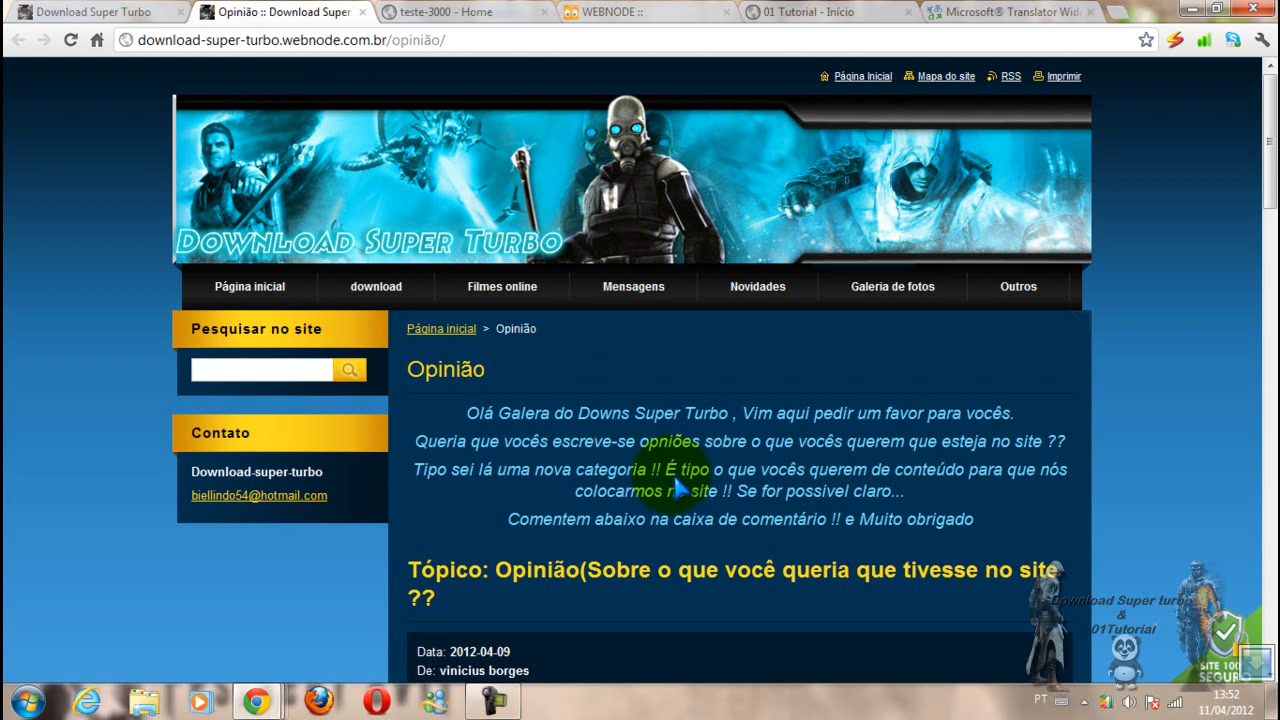 Download Super Turbo
Opinião :: Download Super
teste-3000 - Home
WEBNODE ::
01 Tutorial - Início
Microsoft® Translator Wid
download-super-turbo.webnode.com.br/opinião/
Página Inicial
Mapa do site
RSS
Imprimir
Download Super Turbo
Página inicial
download
Filmes online
Mensagens
Novidades
Galeria de fotos
Outros
Pesquisar no site
Contato
Download-super-turbo
biellindo54@hotmail.com
Página inicial > Opinião
Opinião
Olá Galera do Downs Super Turbo , Vim aqui pedir um favor para vocês.
Queria que vocês escreve-se opniões sobre o que vocês querem que esteja no site ??
Tipo sei lá uma nova categoria !! É tipo o que vocês querem de conteúdo para que nós
colocarmos no site !! Se for possivel claro...
Comentem abaixo na caixa de comentário !! e Muito obrigado
Tópico: Opinião(Sobre o que você queria que tivesse no site
??
Data: 2012-04-09
De: vinicius borges
Download Super turbo
&
01Tutorial
SITE 100
SEGURO
PT
13:52
11/04/2012